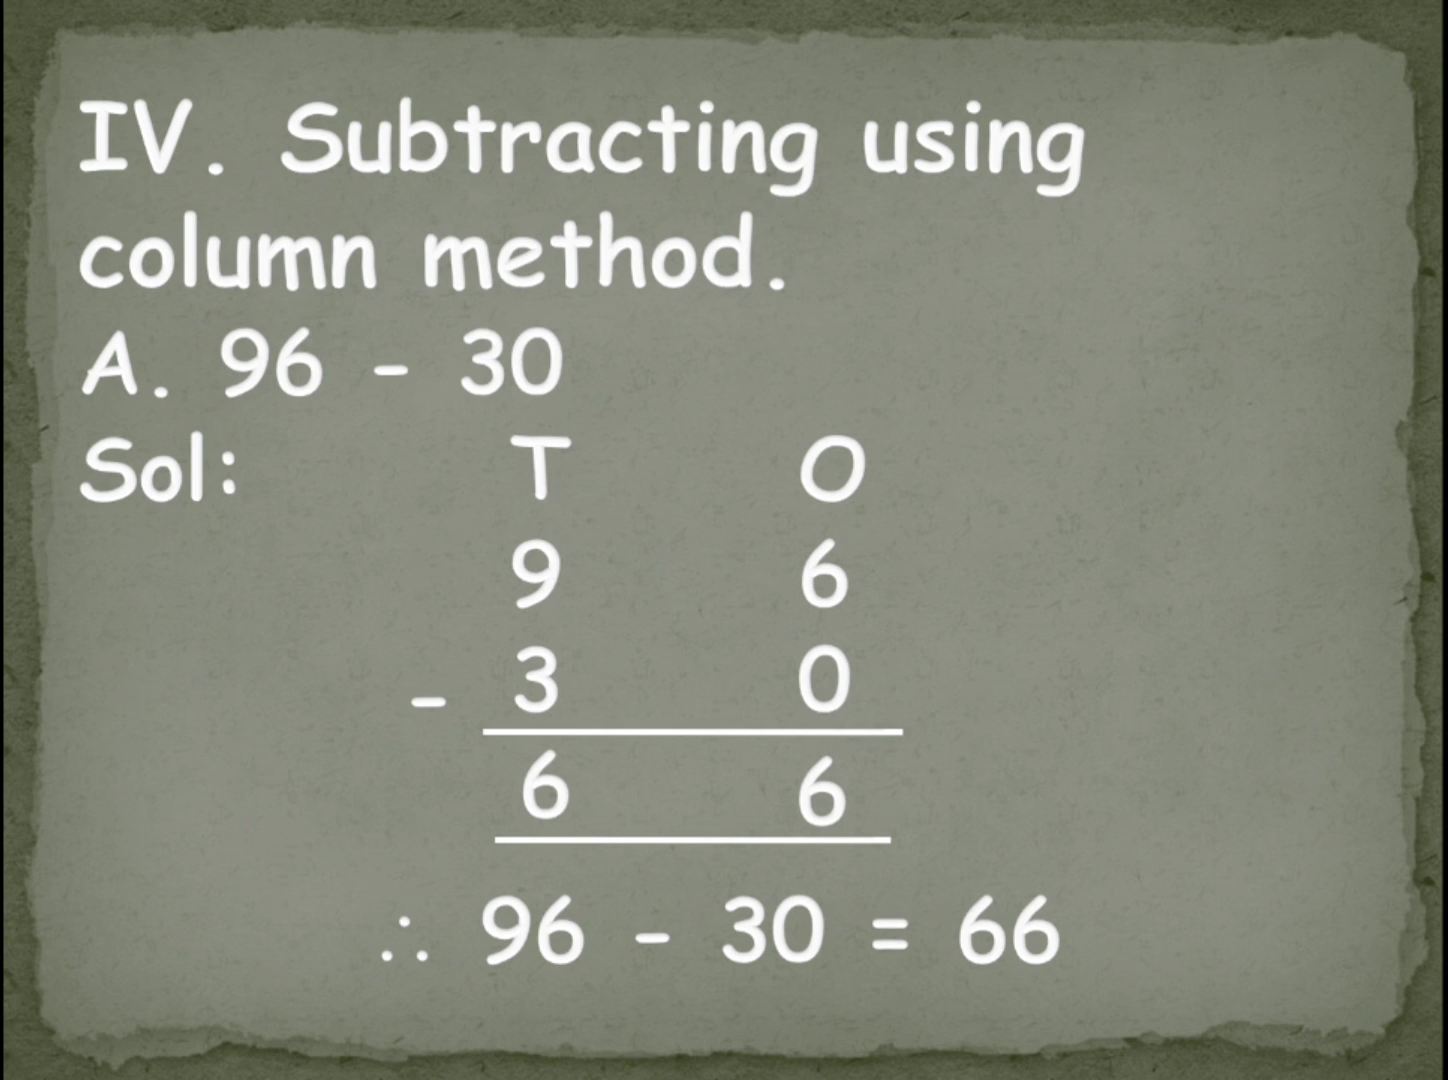 IV. Subtracting using
column method.
A. 96 - 30
Sol: T O
9 6
- 3 0
6 6
∴ 96 - 30 = 66